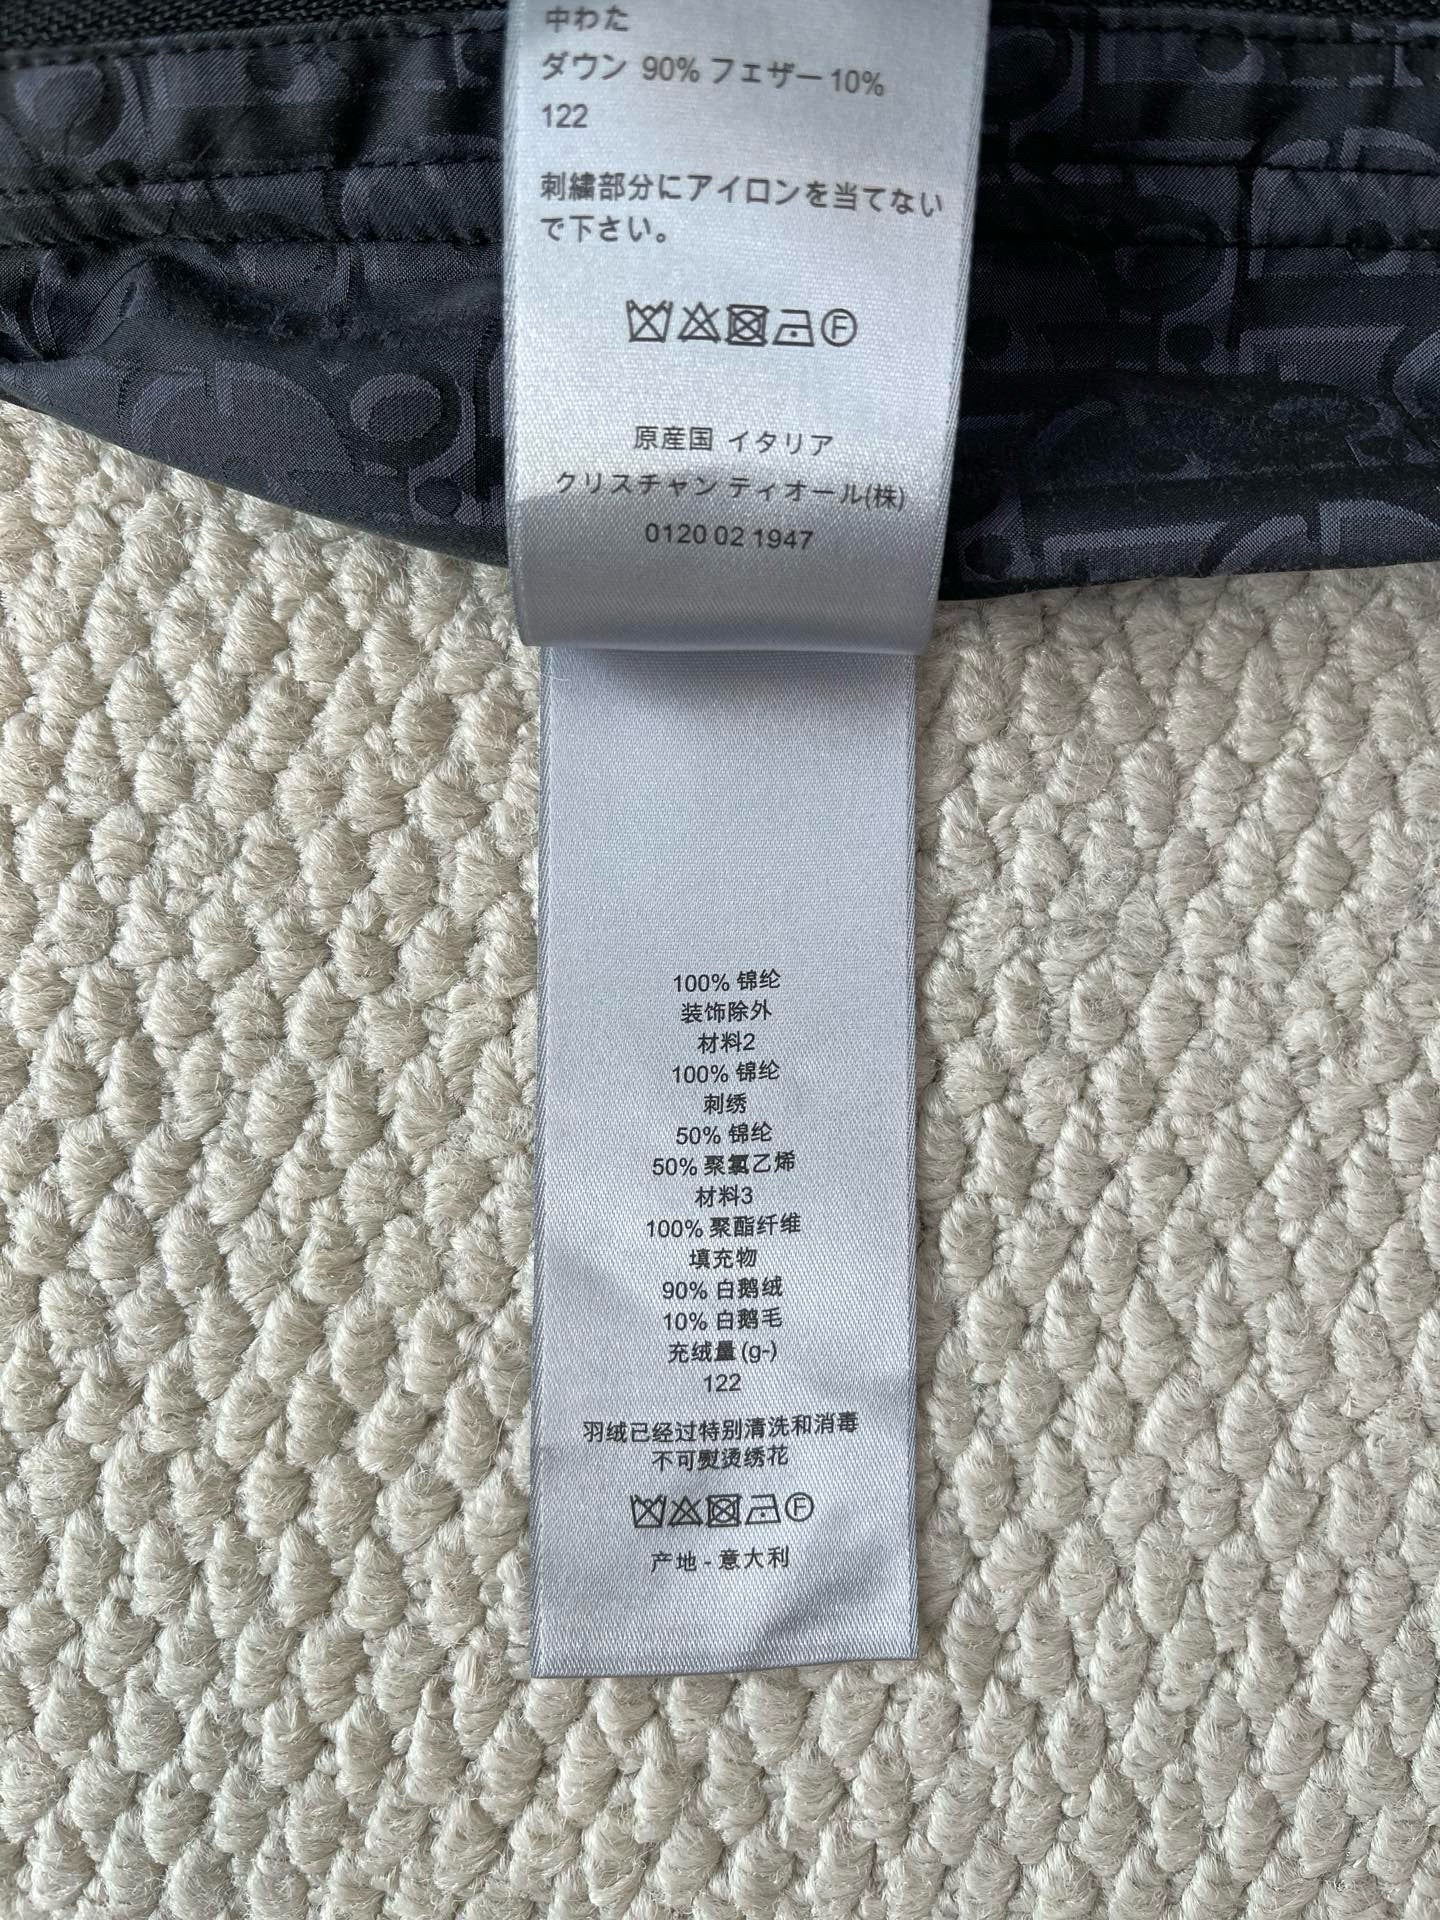 中わた
ダウン 90% フェザー 10%
122
刺繍部分にアイロンを当てない
で下さい。
F
原産国 イタリア
クリスチャン ディオール(株)
0120 02 1947
100% 锦纶
装饰除外
材料2
100% 锦纶
刺绣
50% 锦纶
50% 聚氯乙烯
材料3
100% 聚酯纤维
填充物
90% 白鹅绒
10% 白鹅毛
充绒量 (g-)
122
羽绒已经过特别清洗和消毒
不可熨烫绣花
F
产地 - 意大利